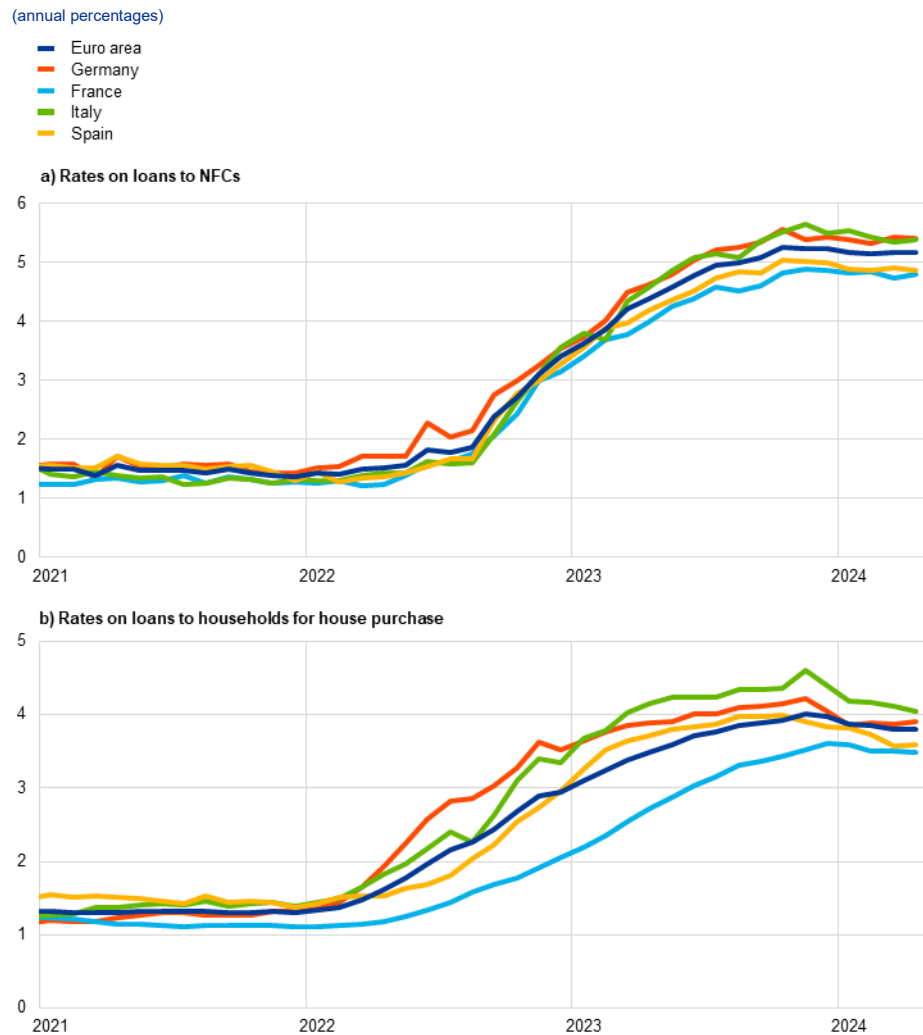 (annual percentages)
Euro area
Germany
France
Italy
Spain
a) Rates on loans to NFCs
6
5
4
3
2
1
0
2021 2022 2023 2024
b) Rates on loans to households for house purchase
5
4
3
2
1
0
2021 2022 2023 2024